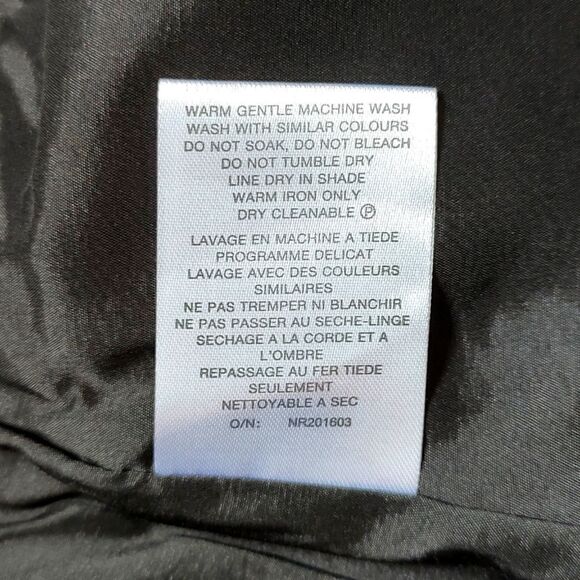 WARM GENTLE MACHINE WASH
WASH WITH SIMILAR COLOURS
DO NOT SOAK, DO NOT BLEACH
DO NOT TUMBLE DRY
LINE DRY IN SHADE
WARM IRON ONLY
DRY CLEANABLE Ⓟ
LAVAGE EN MACHINE A TIEDE
PROGRAMME DELICAT
LAVAGE AVEC DES COULEURS
SIMILAIRES
NE PAS TREMPER NI BLANCHIR
NE PAS PASSER AU SECHE-LINGE
SECHAGE A LA CORDE ET A
L'OMBRE
REPASSAGE AU FER TIEDE
SEULEMENT
NETTOYABLE A SEC
O/N: NR201603